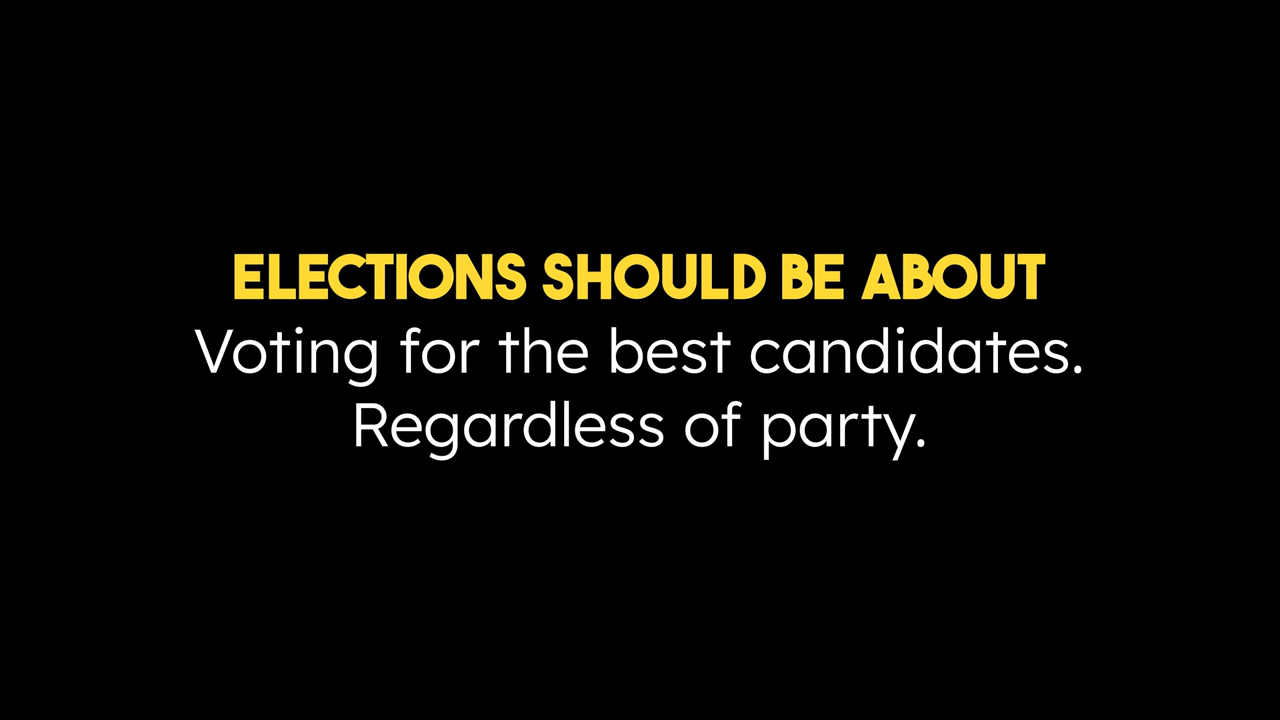 ELECTIONS SHOULD BE ABOUT
Voting for the best candidates.
Regardless of party.